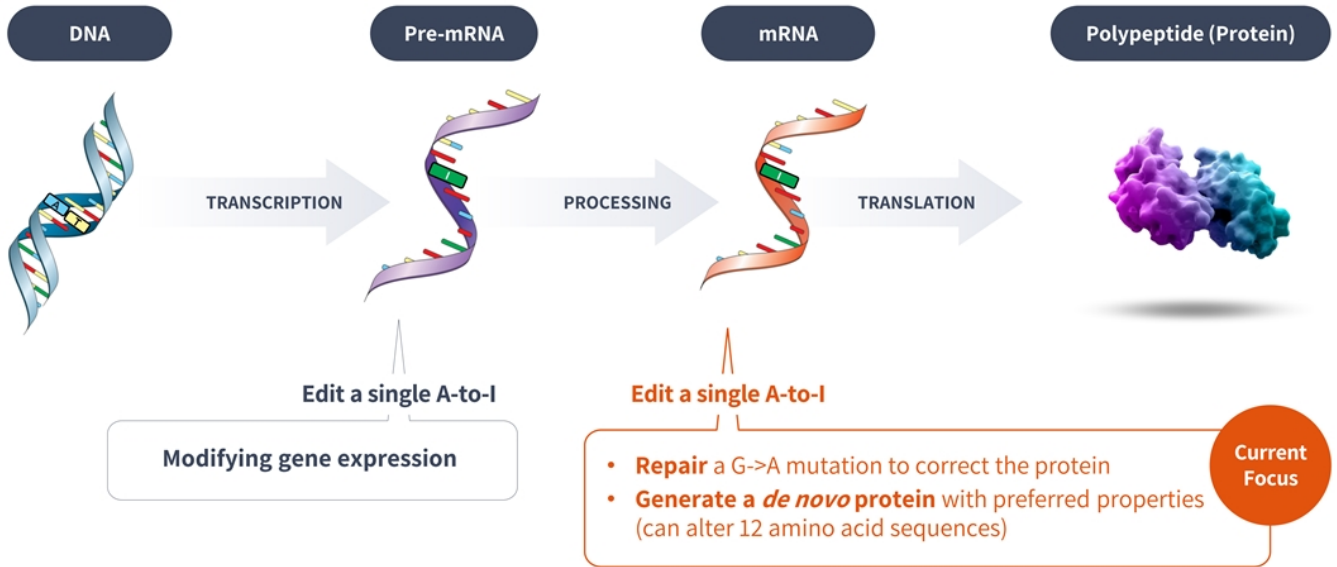 DNA
Pre-mRNA
mRNA
Polypeptide (Protein)
A
T
I
I
TRANSCRIPTION
PROCESSING
TRANSLATION
Edit a single A-to-I
Modifying gene expression
Edit a single A-to-I
• Repair a G->A mutation to correct the protein
• Generate a de novo protein with preferred properties
(can alter 12 amino acid sequences)
Current
Focus